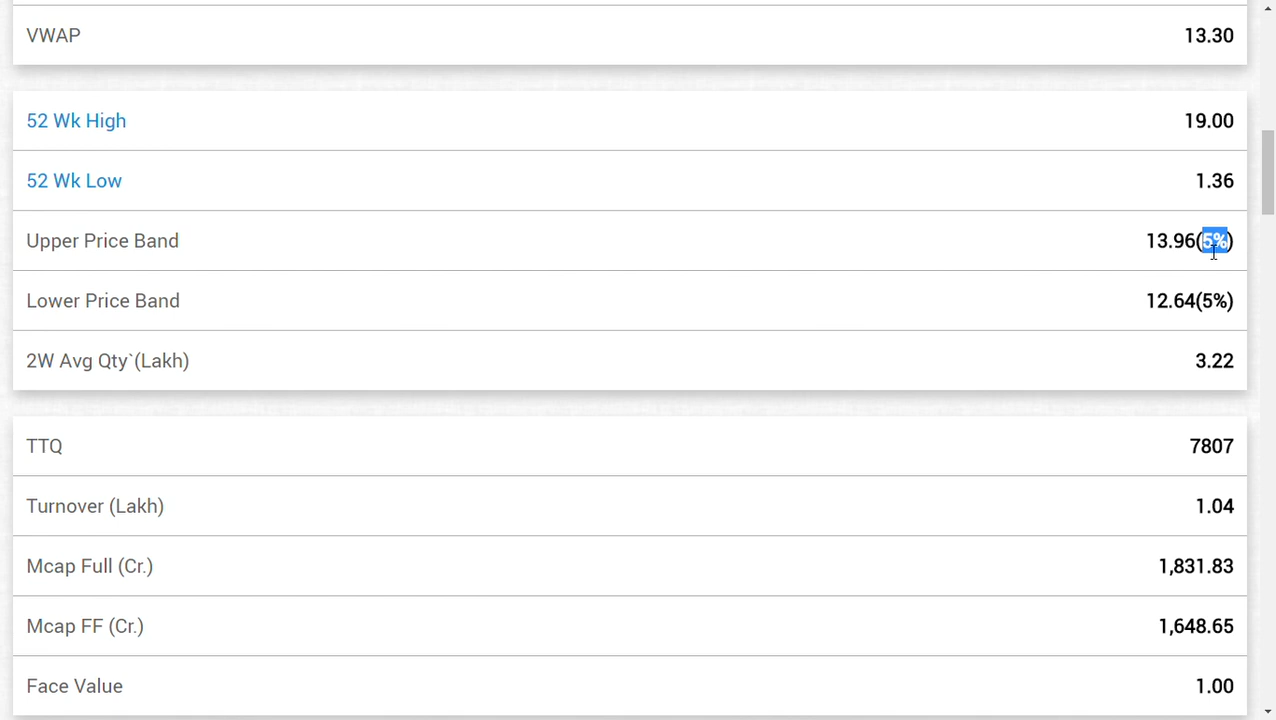 VWAP 13.30
52 Wk High 19.00
52 Wk Low 1.36
Upper Price Band 13.96(5%)
Lower Price Band 12.64(5%)
2W Avg Qty`(Lakh) 3.22
TTQ 7807
Turnover (Lakh) 1.04
Mcap Full (Cr.) 1,831.83
Mcap FF (Cr.) 1,648.65
Face Value 1.00